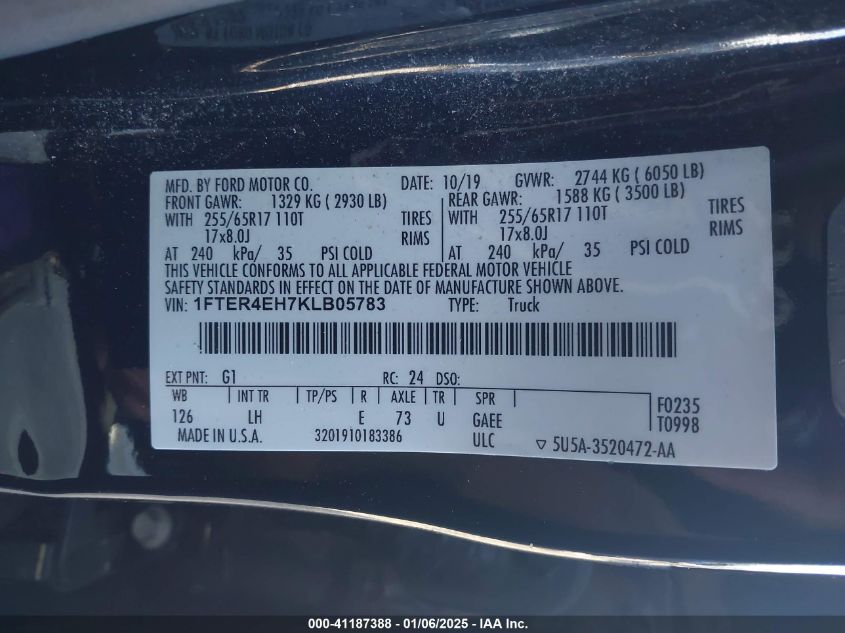 MFD. BY FORD MOTOR CO. DATE: 10/19 GVWR: 2744 KG ( 6050 LB)
FRONT GAWR: 1329 KG ( 2930 LB) REAR GAWR: 1588 KG ( 3500 LB)
WITH 255/65R17 110T TIRES WITH 255/65R17 110T TIRES
17x8.0J RIMS 17x8.0J RIMS
AT 240 kPa/ 35 PSI COLD AT 240 kPa/ 35 PSI COLD
THIS VEHICLE CONFORMS TO ALL APPLICABLE FEDERAL MOTOR VEHICLE
SAFETY STANDARDS IN EFFECT ON THE DATE OF MANUFACTURE SHOWN ABOVE.
VIN: 1FTER4EH7KLB05783 TYPE: Truck
EXT PNT: G1 RC: 24 DSO:
WB INT TR TP/PS R AXLE TR SPR
126 LH E 73 U GAEE
F0235
T0998
MADE IN U.S.A. 3201910183386 ULC ▽ 5U5A-3520472-AA
000-41187388 - 01/06/2025 - IAA Inc.